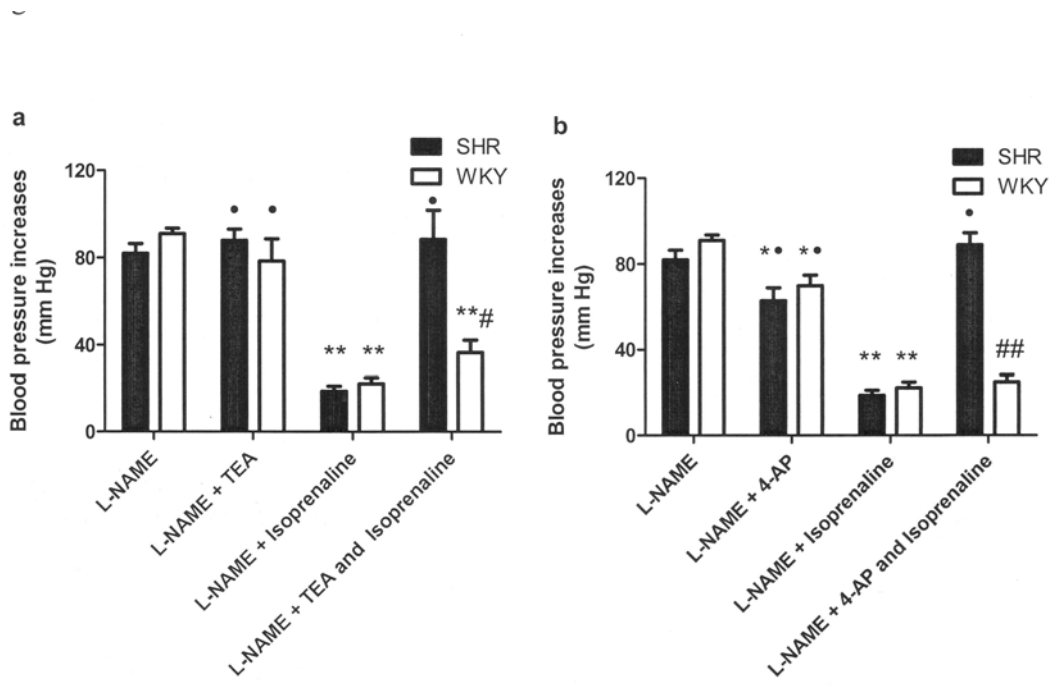 a
SHR
WKY
Blood pressure increases
(mm Hg)
120
80
40
0
• •
** **
•
**#
L-NAME
L-NAME + TEA
L-NAME + Isoprenaline
L-NAME + TEA and Isoprenaline
b
SHR
WKY
Blood pressure increases
(mm Hg)
120
80
40
0
*• *•
** **
•
##
L-NAME
L-NAME + 4-AP
L-NAME + Isoprenaline
L-NAME + 4-AP and Isoprenaline